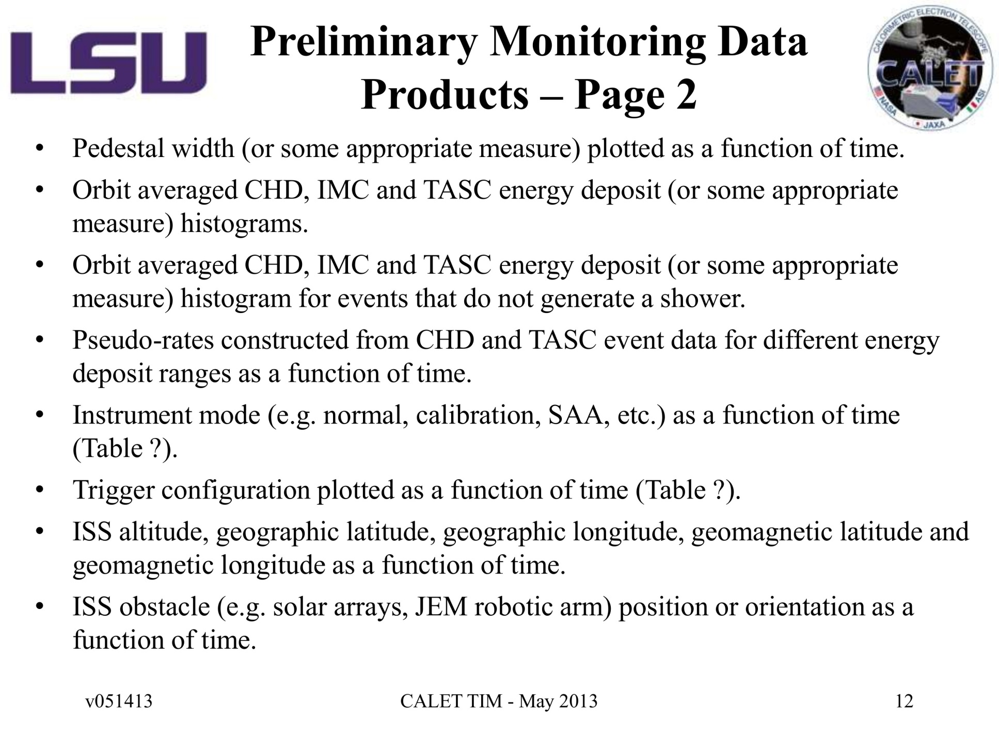 LSU
Preliminary Monitoring Data
Products – Page 2
CALORIMETRIC ELECTRON TELESCOPE
CALET
NASA
JAXA
ASI
• Pedestal width (or some appropriate measure) plotted as a function of time.
• Orbit averaged CHD, IMC and TASC energy deposit (or some appropriate
measure) histograms.
• Orbit averaged CHD, IMC and TASC energy deposit (or some appropriate
measure) histogram for events that do not generate a shower.
• Pseudo-rates constructed from CHD and TASC event data for different energy
deposit ranges as a function of time.
• Instrument mode (e.g. normal, calibration, SAA, etc.) as a function of time
(Table ?).
• Trigger configuration plotted as a function of time (Table ?).
• ISS altitude, geographic latitude, geographic longitude, geomagnetic latitude and
geomagnetic longitude as a function of time.
• ISS obstacle (e.g. solar arrays, JEM robotic arm) position or orientation as a
function of time.
v051413
CALET TIM - May 2013
12